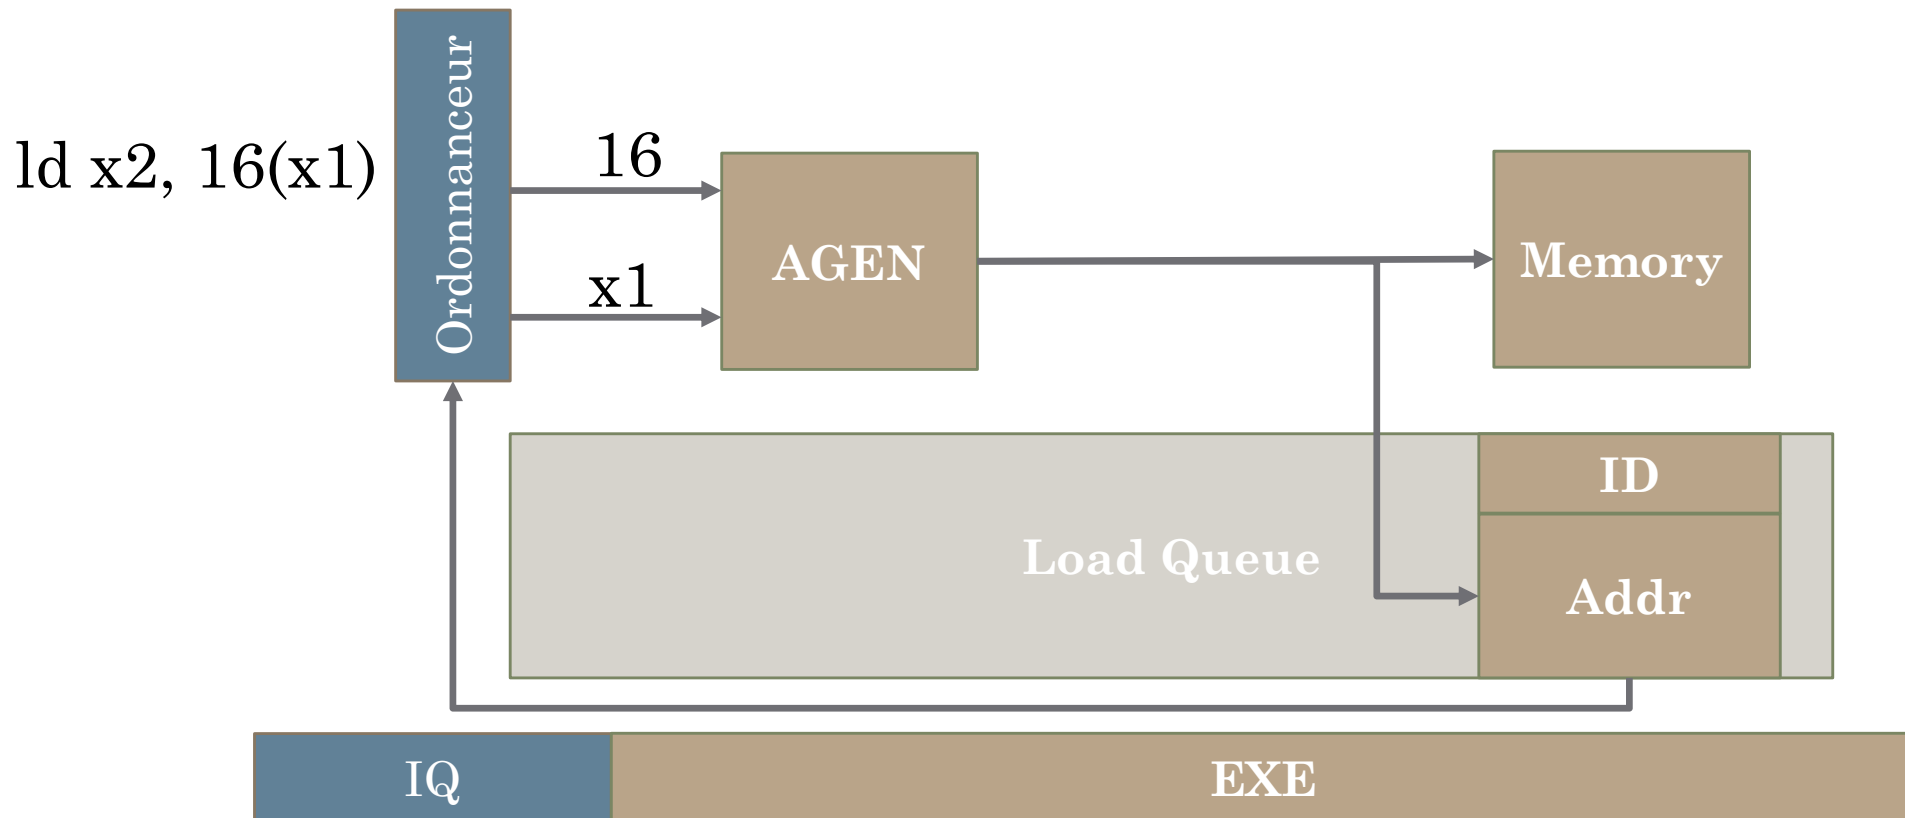 ld x2, 16(x1)
Ordonnanceur
16
x1
AGEN
Memory
Load Queue
ID
Addr
IQ
EXE